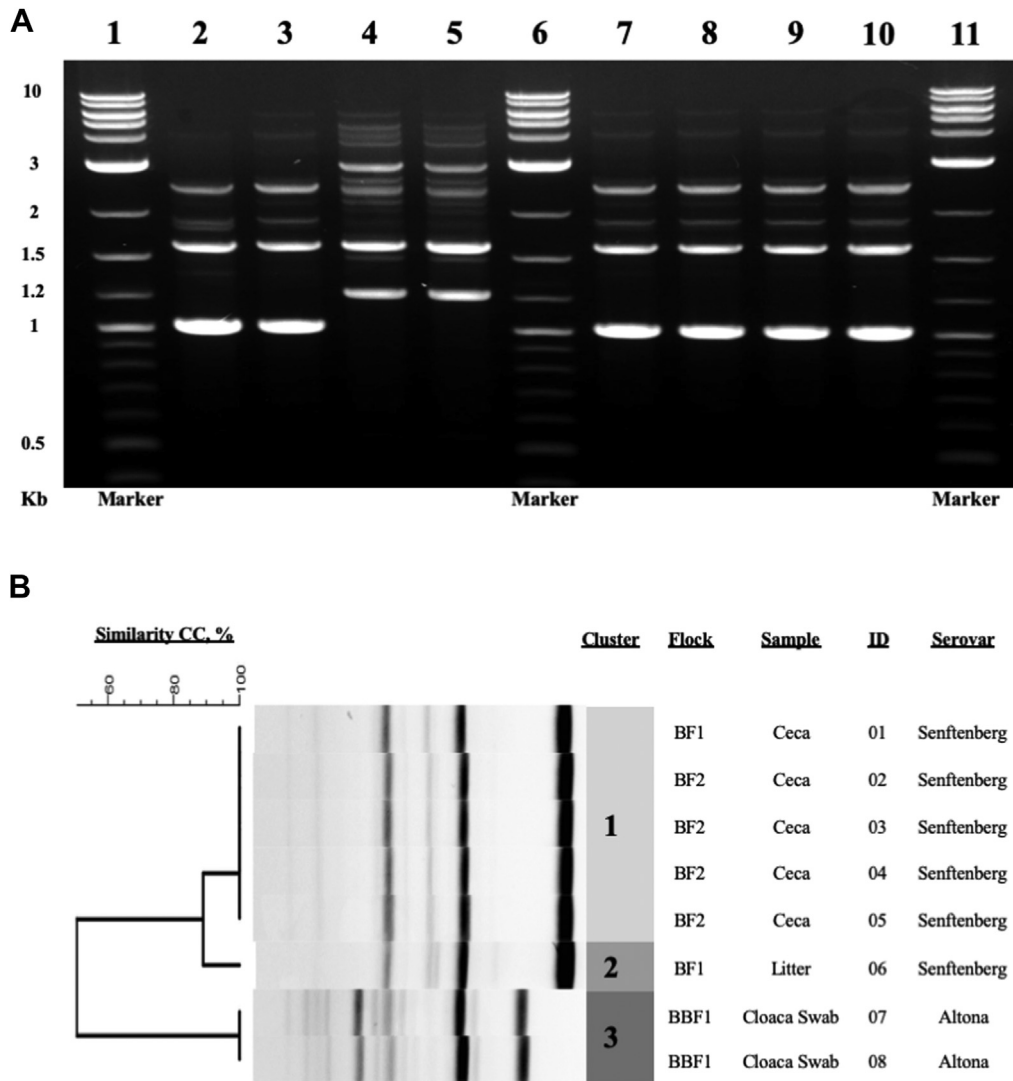 A
1 2 3 4 5 6 7 8 9 10 11
10
3
2
1.5
1.2
1
0.5
Kb Marker Marker Marker
B
Similarity CC, % Cluster Flock Sample ID Serovar
60 80 100
BF1 Ceca 01 Senftenberg
BF2 Ceca 02 Senftenberg
1 BF2 Ceca 03 Senftenberg
BF2 Ceca 04 Senftenberg
BF2 Ceca 05 Senftenberg
2 BF1 Litter 06 Senftenberg
3 BBF1 Cloaca Swab 07 Altona
BBF1 Cloaca Swab 08 Altona